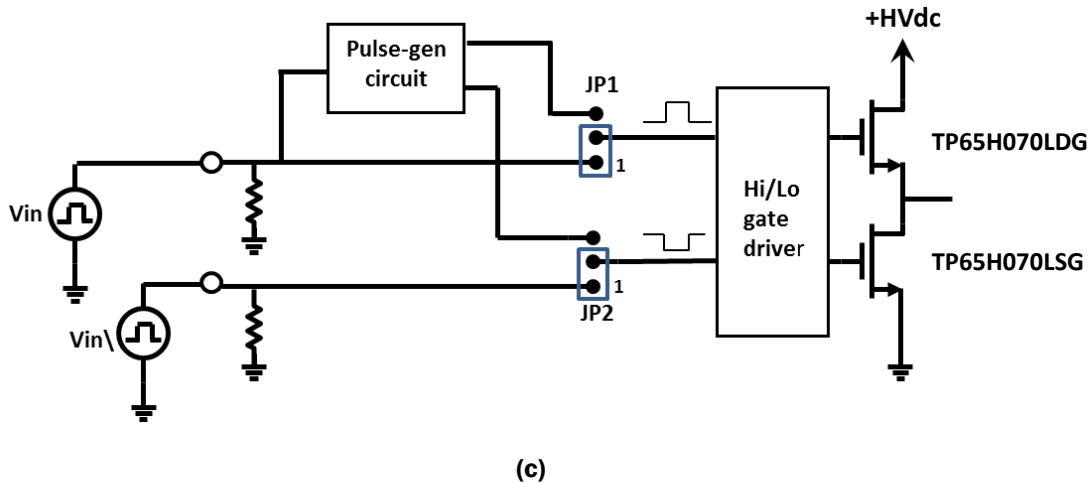 +HVdc
Pulse-gen
circuit
JP1
1
TP65H070LDG
Vin
Hi/Lo
gate
driver
TP65H070LSG
1
JP2
Vin\
(c)